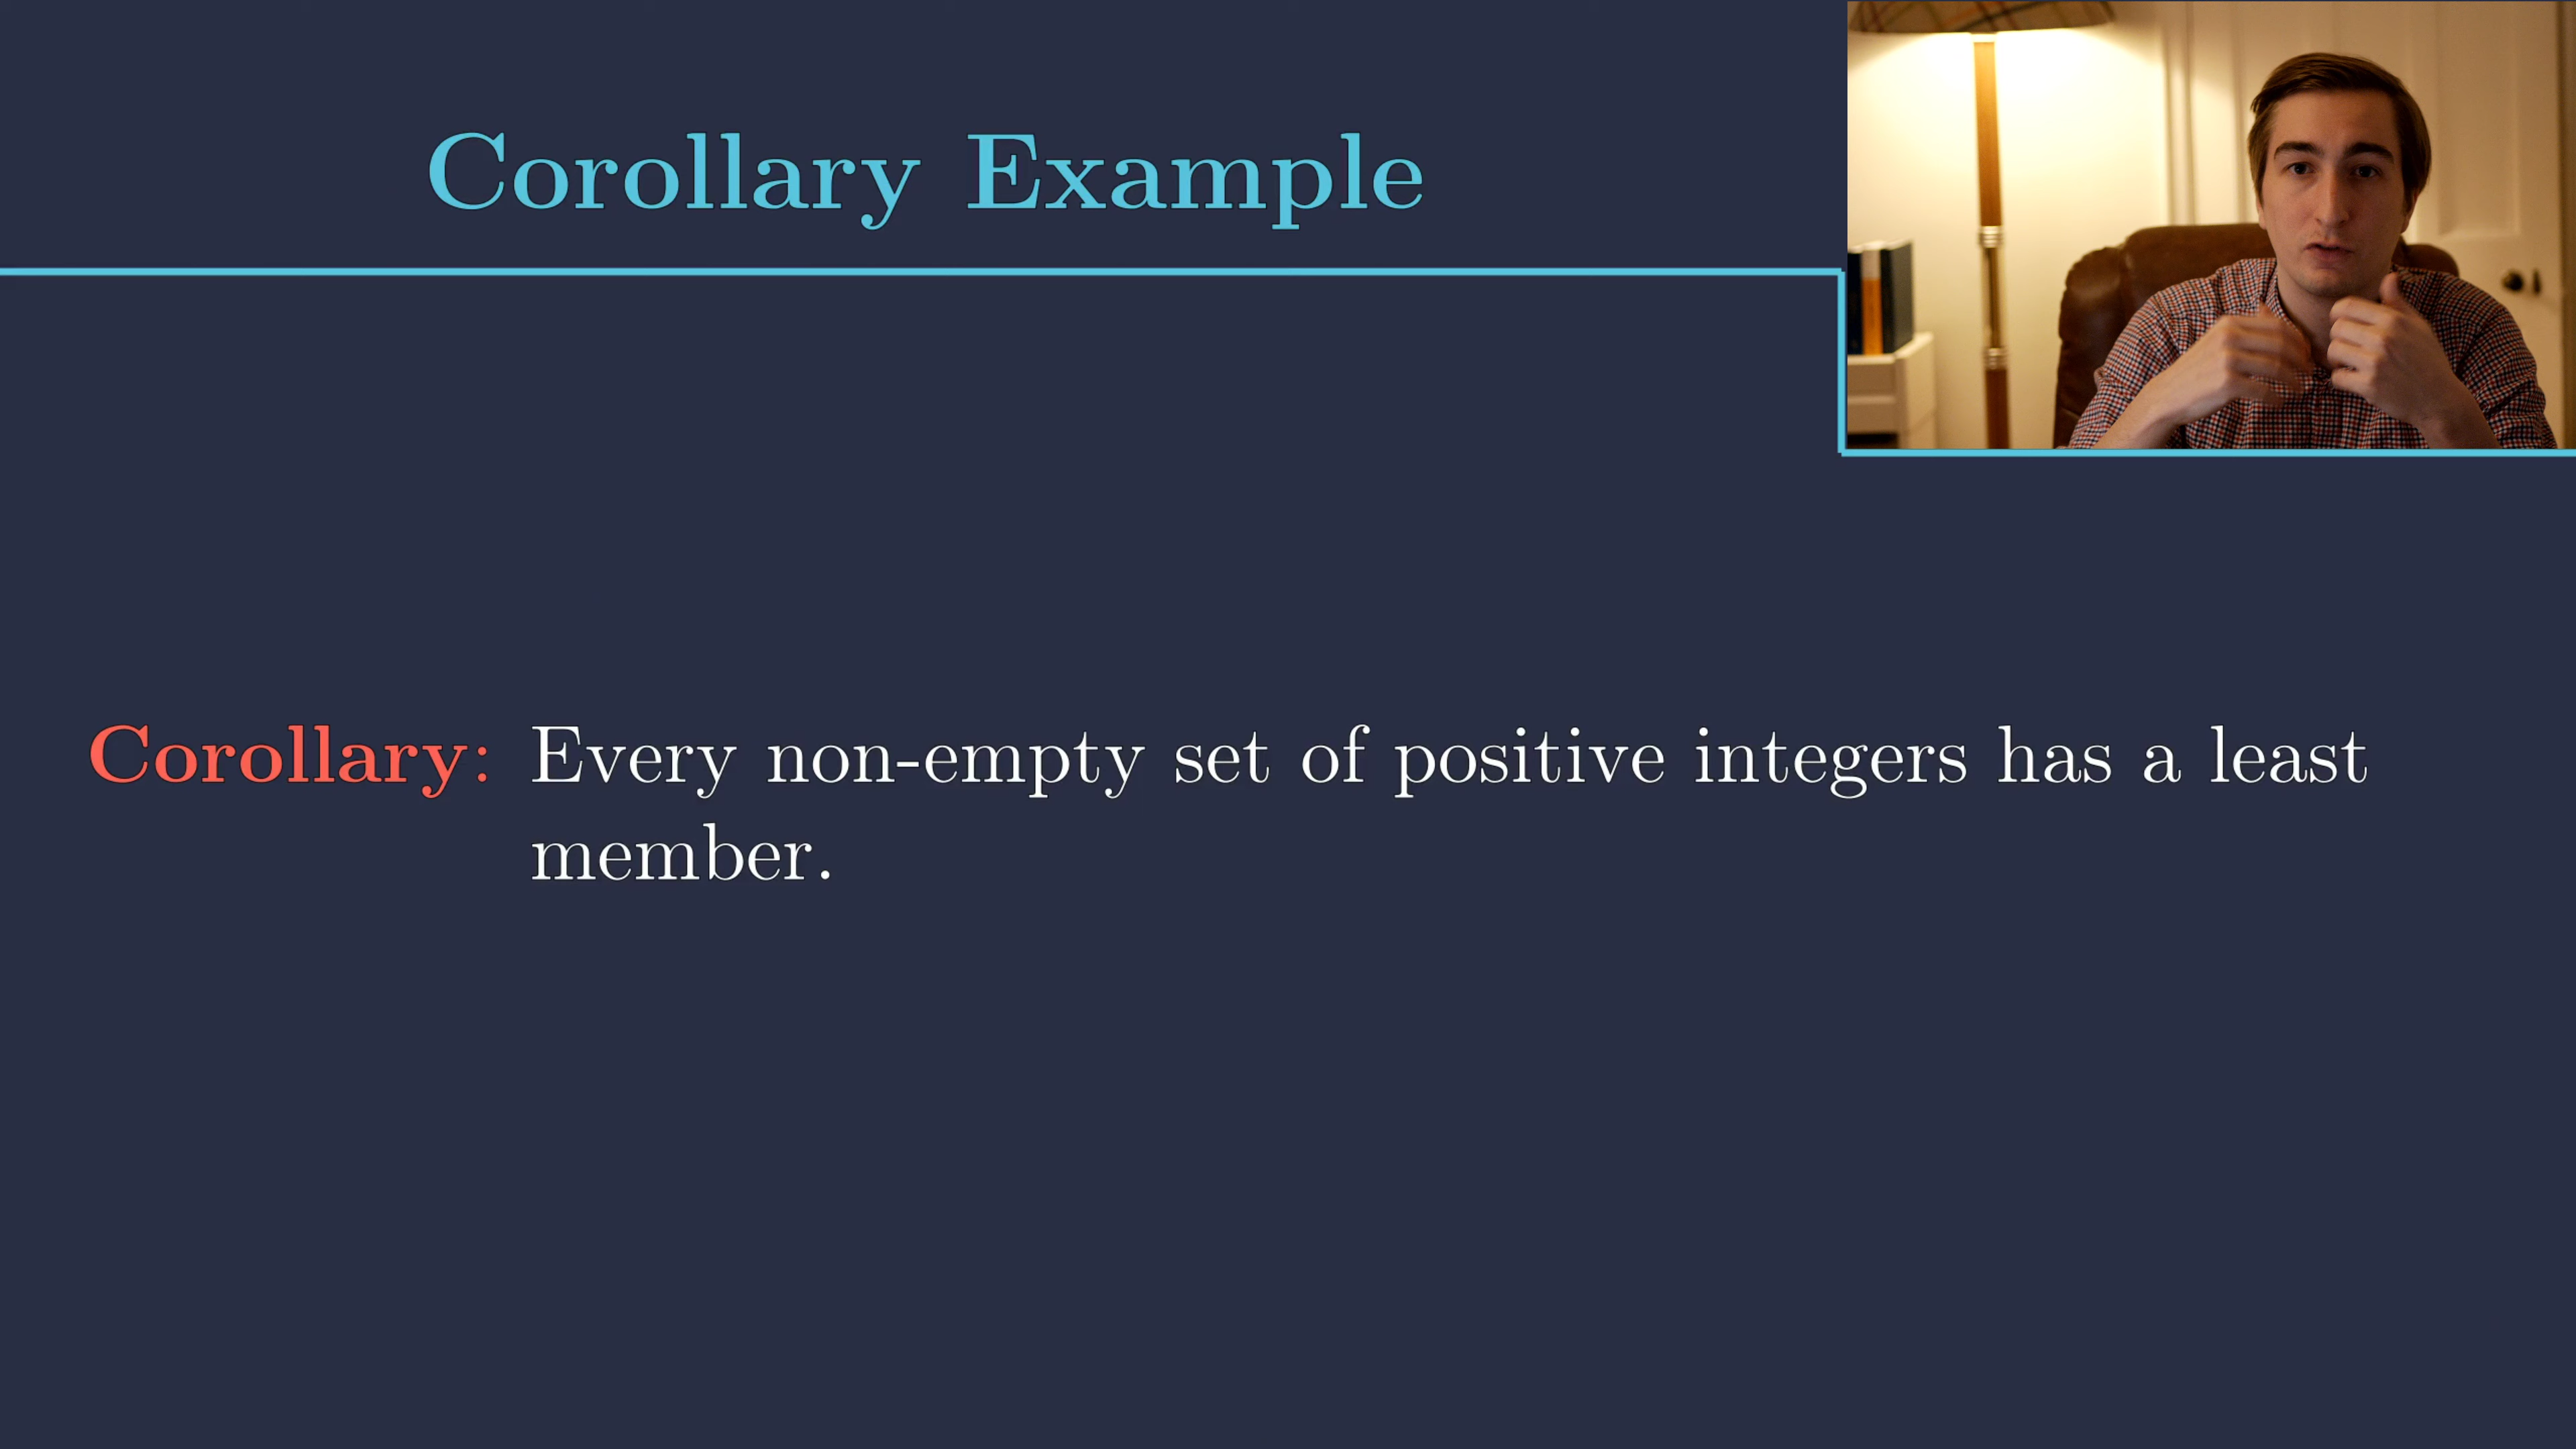 Corollary Example
Corollary: Every non-empty set of positive integers has a least
member.